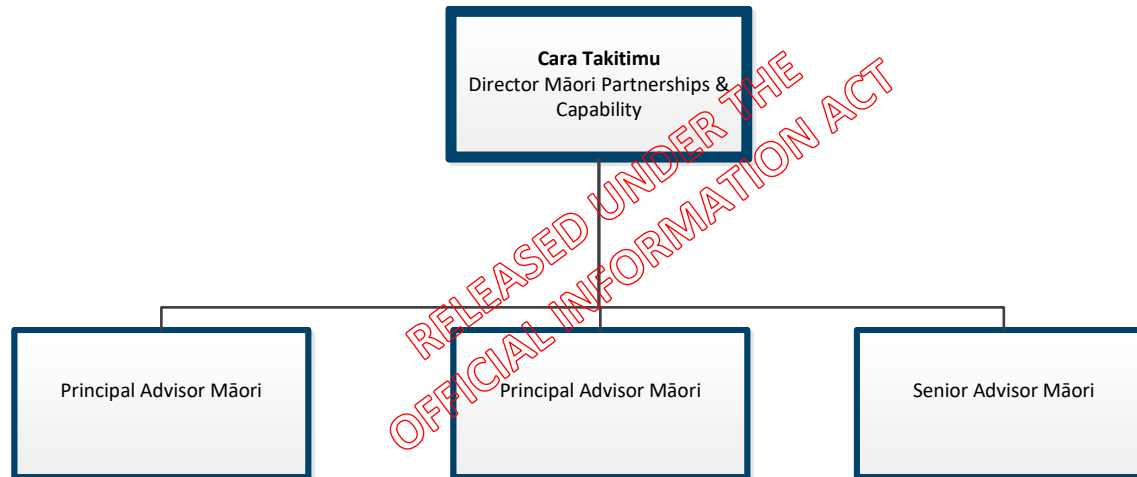 Cara Takitimu
Director Māori Partnerships &
Capability
RELEASED UNDER THE
OFFICIAL INFORMATION ACT
Principal Advisor Māori
Principal Advisor Māori
Senior Advisor Māori